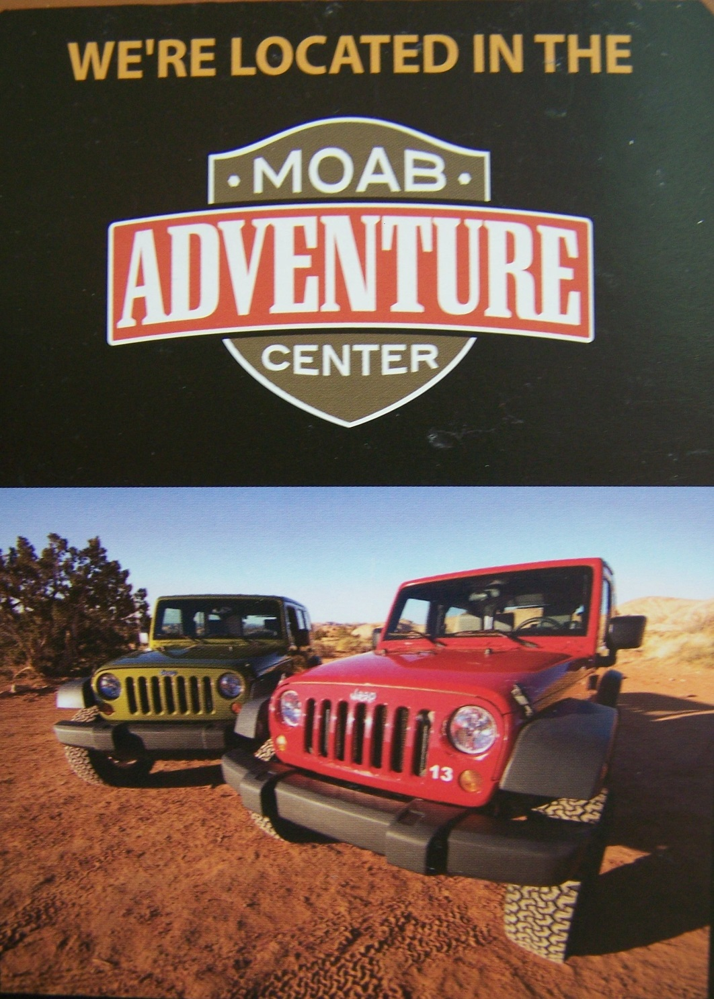 WE'RE LOCATED IN THE
• MOAB •
ADVENTURE
CENTER
Jeep
Jeep
13